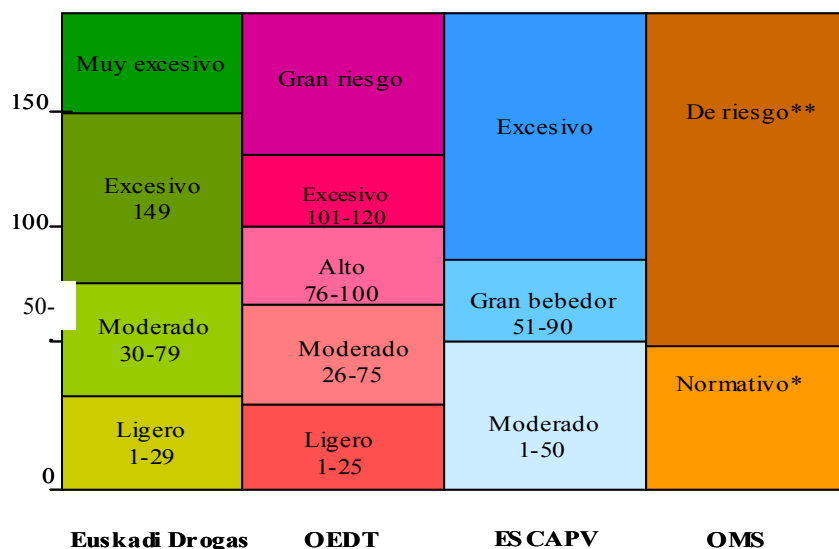 150
100
50-
0
Muy excesivo
Excesivo
149
Moderado
30-79
Ligero
1-29
Gran riesgo
Excesivo
101-120
Alto
76-100
Moderado
26-75
Ligero
1-25
Excesivo
Gran bebedor
51-90
Moderado
1-50
De riesgo**
Normativo*
Euskadi Drogas
OEDT
ESCAPV
OMS